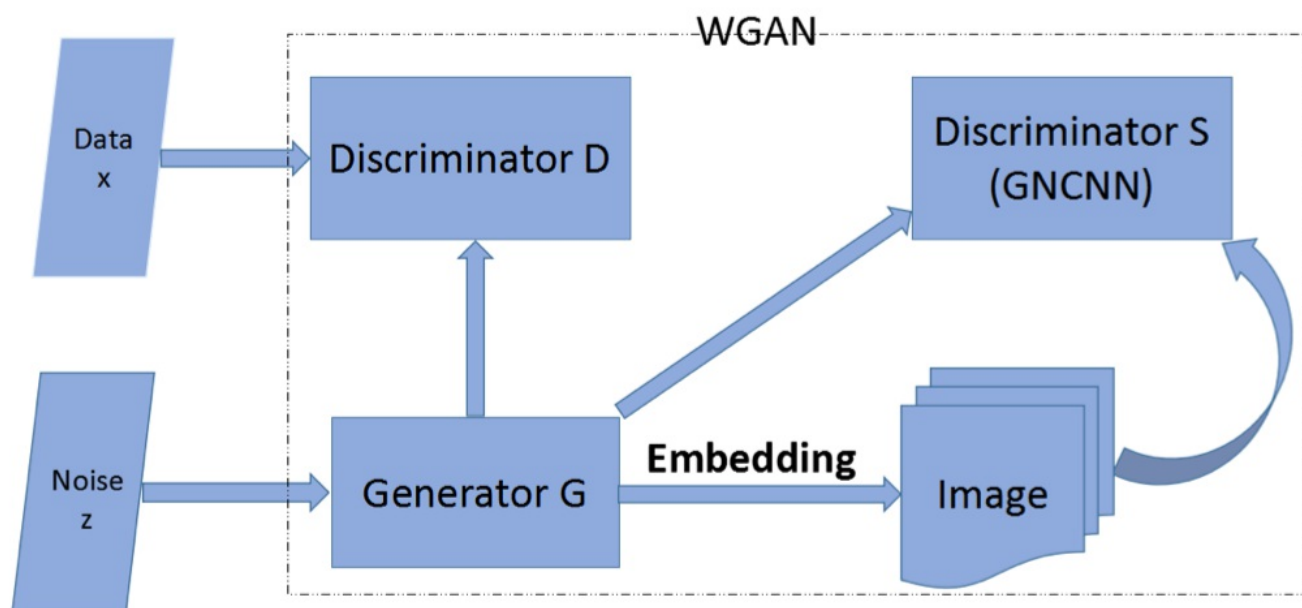 WGAN
Data
x
Discriminator D
Discriminator S
(GNCNN)
Noise
z
Generator G
Embedding
Image